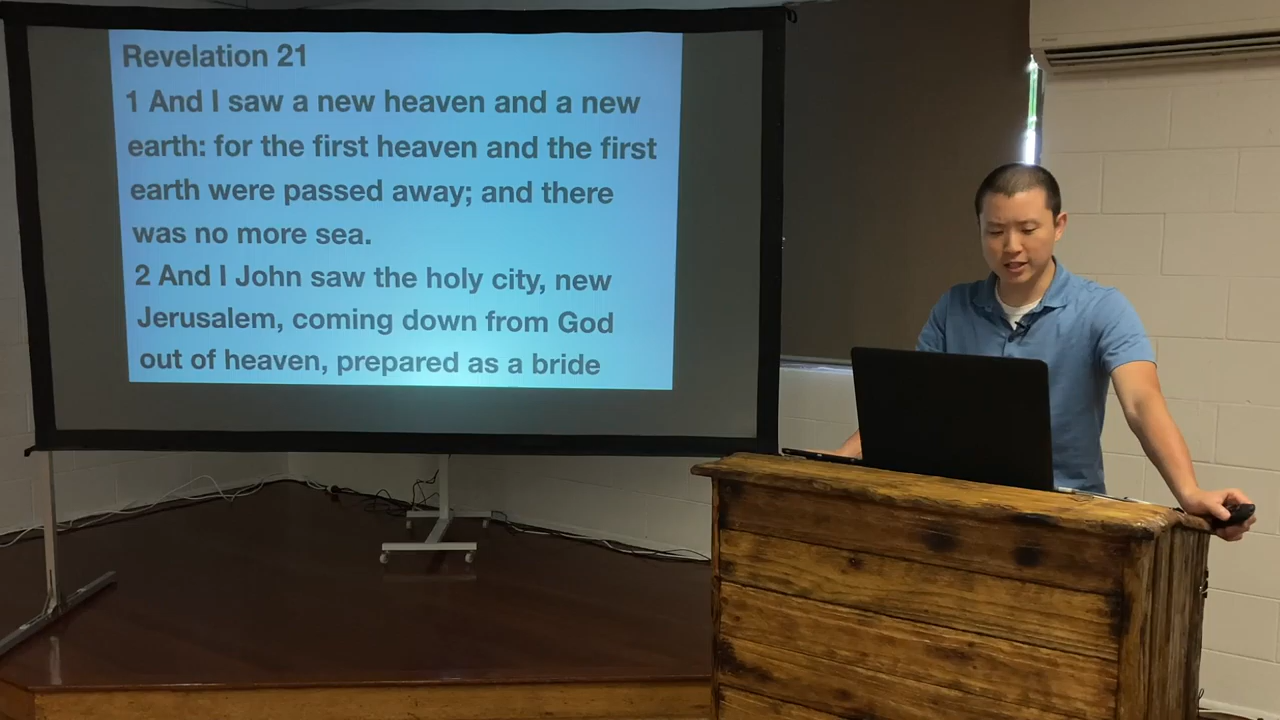 Revelation 21
1 And I saw a new heaven and a new
earth: for the first heaven and the first
earth were passed away; and there
was no more sea.
2 And I John saw the holy city, new
Jerusalem, coming down from God
out of heaven, prepared as a bride